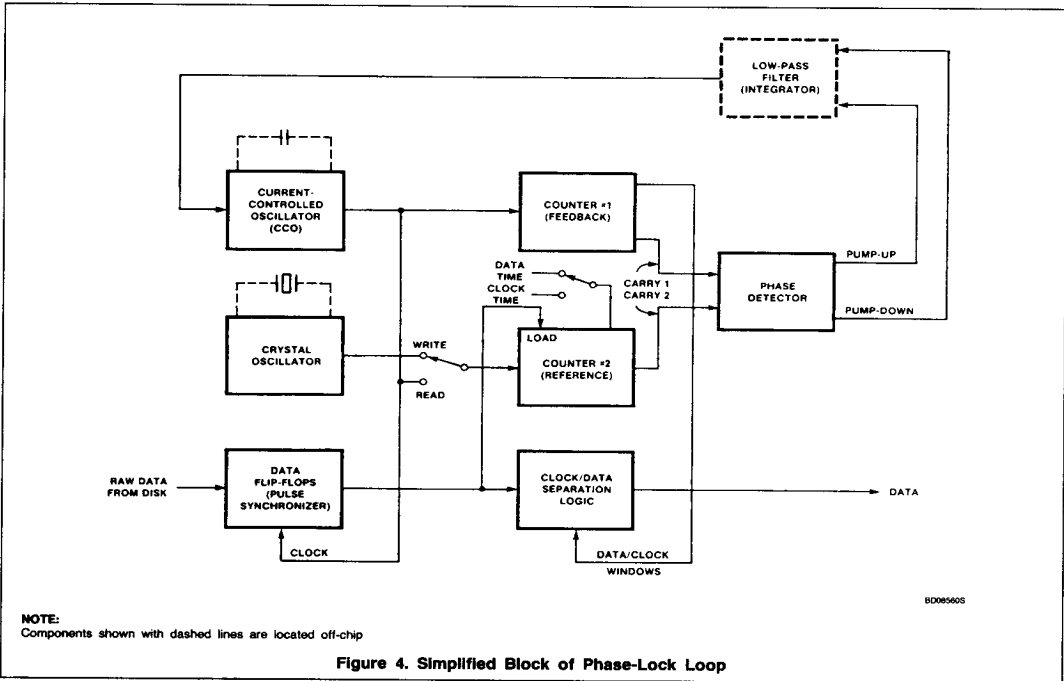 LOW-PASS
FILTER
(INTEGRATOR)
CURRENT-
CONTROLLED
OSCILLATOR
(CCO)
COUNTER #1
(FEEDBACK)
DATA
TIME
CLOCK
TIME
CARRY 1
CARRY 2
PHASE
DETECTOR
PUMP-UP
PUMP-DOWN
CRYSTAL
OSCILLATOR
WRITE
READ
LOAD
COUNTER #2
(REFERENCE)
RAW DATA
FROM DISK
DATA
FLIP-FLOPS
(PULSE
SYNCHRONIZER)
CLOCK/DATA
SEPARATION
LOGIC
DATA
CLOCK
DATA/CLOCK
WINDOWS
BD08560S
NOTE:
Components shown with dashed lines are located off-chip
Figure 4. Simplified Block of Phase-Lock Loop